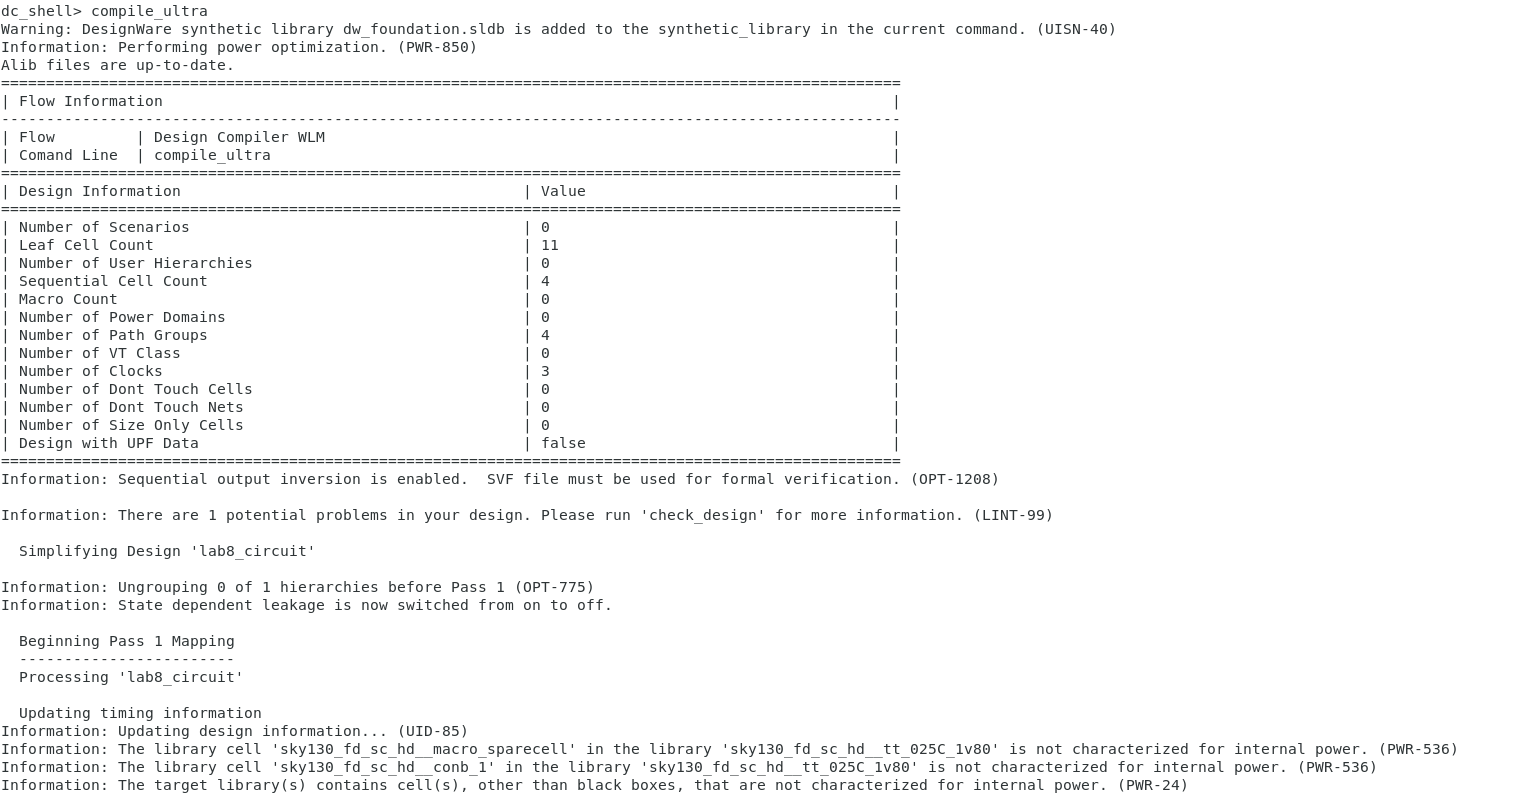 dc_shell> compile_ultra
Warning: DesignWare synthetic library dw_foundation.sldb is added to the synthetic_library in the current command. (UISN-40)
Information: Performing power optimization. (PWR-850)
Alib files are up-to-date.
====================================================================================================
| Flow Information                                                                                 |
----------------------------------------------------------------------------------------------------
| Flow         | Design Compiler WLM                                                               |
| Comand Line  | compile_ultra                                                                     |
====================================================================================================
| Design Information                                      | Value                                  |
====================================================================================================
| Number of Scenarios                                     | 0                                      |
| Leaf Cell Count                                         | 11                                     |
| Number of User Hierarchies                              | 0                                      |
| Sequential Cell Count                                   | 4                                      |
| Macro Count                                             | 0                                      |
| Number of Power Domains                                 | 0                                      |
| Number of Path Groups                                   | 4                                      |
| Number of VT Class                                      | 0                                      |
| Number of Clocks                                        | 3                                      |
| Number of Dont Touch Cells                              | 0                                      |
| Number of Dont Touch Nets                               | 0                                      |
| Number of Size Only Cells                               | 0                                      |
| Design with UPF Data                                    | false                                  |
====================================================================================================
Information: Sequential output inversion is enabled.  SVF file must be used for formal verification. (OPT-1208)

Information: There are 1 potential problems in your design. Please run 'check_design' for more information. (LINT-99)

  Simplifying Design 'lab8_circuit'

Information: Ungrouping 0 of 1 hierarchies before Pass 1 (OPT-775)
Information: State dependent leakage is now switched from on to off.

  Beginning Pass 1 Mapping
  ------------------------
  Processing 'lab8_circuit'

  Updating timing information
Information: Updating design information... (UID-85)
Information: The library cell 'sky130_fd_sc_hd__macro_sparecell' in the library 'sky130_fd_sc_hd__tt_025C_1v80' is not characterized for internal power. (PWR-536)
Information: The library cell 'sky130_fd_sc_hd__conb_1' in the library 'sky130_fd_sc_hd__tt_025C_1v80' is not characterized for internal power. (PWR-536)
Information: The target library(s) contains cell(s), other than black boxes, that are not characterized for internal power. (PWR-24)